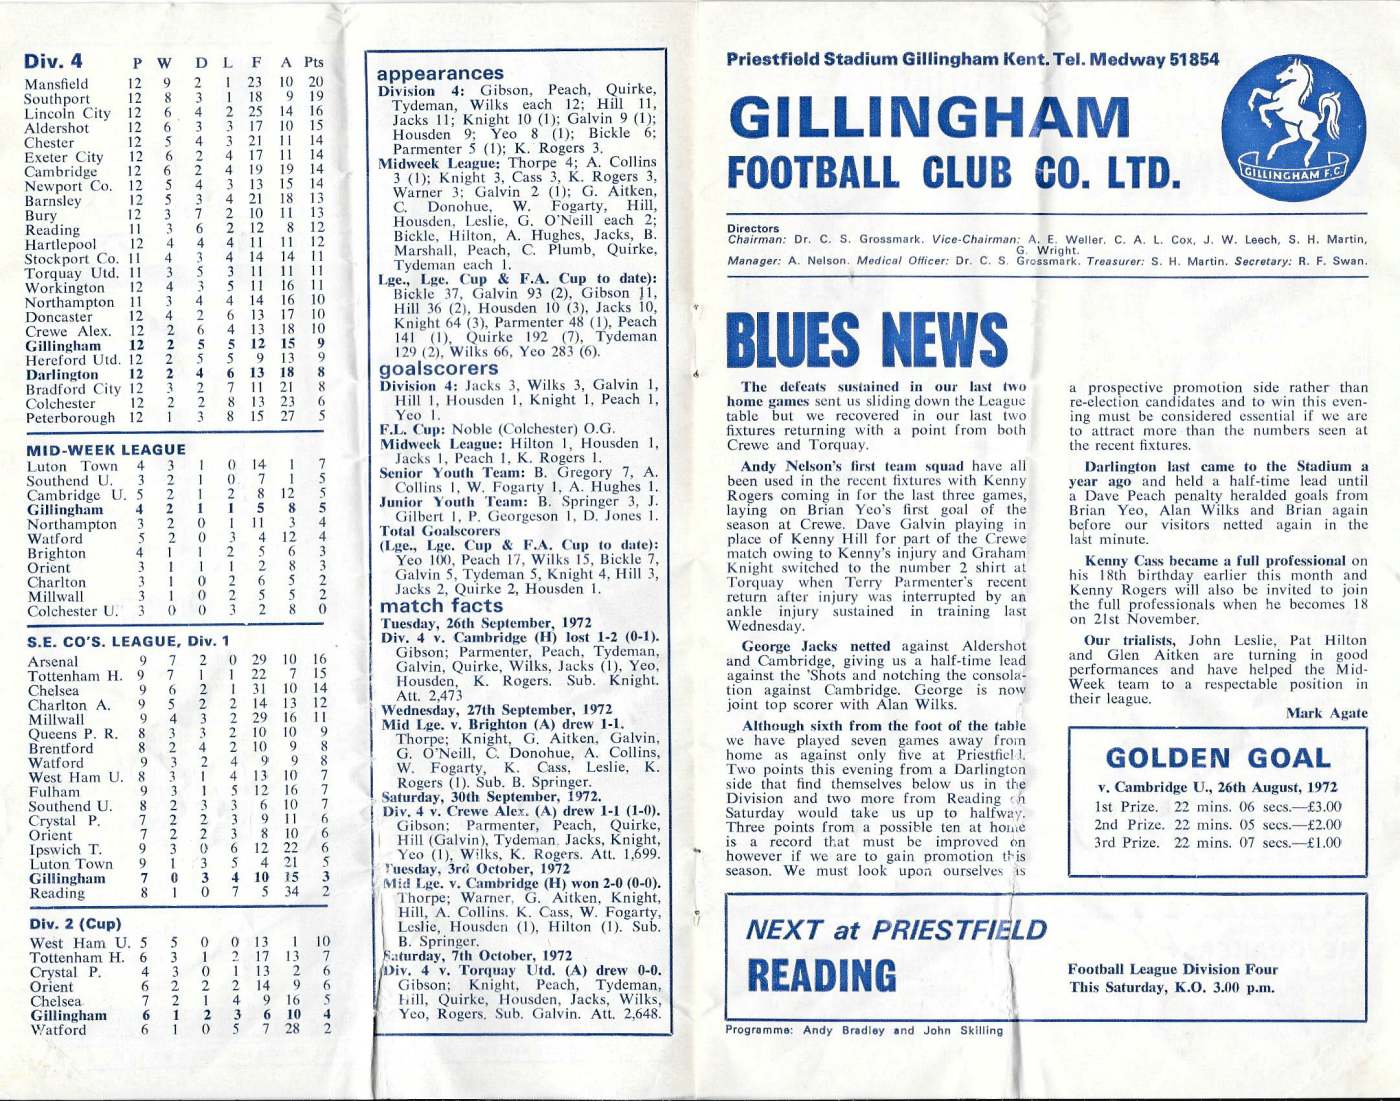 Div. 4 P W D L F A Pts
Mansfield 12 9 2 1 23 10 20
Southport 12 8 3 1 18 9 19
Lincoln City 12 6 4 2 25 14 16
Aldershot 12 6 3 3 17 10 15
Chester 12 5 4 3 21 11 14
Exeter City 12 6 2 4 17 11 14
Cambridge 12 6 2 4 19 19 14
Newport Co. 12 5 4 3 13 15 14
Barnsley 12 5 3 4 21 18 13
Bury 12 3 7 2 10 11 13
Reading 11 3 6 2 12 8 12
Hartlepool 12 4 4 4 11 11 12
Stockport Co. 11 4 3 4 14 14 11
Torquay Utd. 11 3 5 3 11 11 11
Workington 12 4 3 5 11 16 11
Northampton 11 3 4 4 14 16 10
Doncaster 12 4 2 6 13 17 10
Crewe Alex. 12 2 6 4 13 18 10
Gillingham 12 2 5 5 12 15 9
Hereford Utd. 12 2 5 5 9 13 9
Darlington 12 2 4 6 13 18 8
Bradford City 12 3 2 7 11 21 8
Colchester 12 2 2 8 13 23 6
Peterborough 12 1 3 8 15 27 5
MID-WEEK LEAGUE
Luton Town 4 3 1 0 14 1 7
Southend U. 3 2 1 0 7 1 5
Cambridge U. 5 2 1 2 8 12 5
Gillingham 4 2 1 1 5 8 5
Northampton 3 2 0 1 11 3 4
Watford 5 2 0 3 4 12 4
Brighton 4 1 1 2 5 6 3
Orient 3 1 1 1 2 8 3
Charlton 3 1 0 2 6 5 2
Millwall 3 1 0 2 5 5 2
Colchester U. 3 0 0 3 2 8 0
S.E. CO'S. LEAGUE, Div. 1
Arsenal 9 7 2 0 29 10 16
Tottenham H. 9 7 1 1 22 7 15
Chelsea 9 6 2 1 31 10 14
Charlton A. 9 5 2 2 14 13 12
Millwall 9 4 3 2 29 16 11
Queens P. R. 8 3 3 2 10 10 9
Brentford 8 2 4 2 10 9 8
Watford 9 3 2 4 9 9 8
West Ham U. 8 3 1 4 13 10 7
Fulham 9 3 1 5 12 16 7
Southend U. 8 2 3 3 6 10 7
Crystal P. 7 2 2 3 9 11 6
Orient 7 2 2 3 8 10 6
Ipswich T. 9 3 0 6 12 22 6
Luton Town 9 1 3 5 4 21 5
Gillingham 7 0 3 4 10 15 3
Reading 8 1 0 7 5 34 2
Div. 2 (Cup)
West Ham U. 5 5 0 0 13 1 10
Tottenham H. 6 3 1 2 17 13 7
Crystal P. 4 3 0 1 13 2 6
Orient 6 2 2 2 14 9 6
Chelsea 7 2 1 4 9 16 5
Gillingham 6 1 2 3 6 10 4
Watford 6 1 0 5 7 28 2
appearances
Division 4: Gibson, Peach, Quirke,
Tydeman, Wilks each 12; Hill 11,
Jacks 11; Knight 10 (1); Galvin 9 (1);
Housden 9; Yeo 8 (1); Bickle 6;
Parmenter 5 (1); K. Rogers 3.
Midweek League: Thorpe 4; A. Collins
3 (1); Knight 3, Cass 3, K. Rogers 3,
Warner 3; Galvin 2 (1); G. Aitken,
C. Donohue, W. Fogarty, Hill,
Housden, Leslie, G. O'Neill each 2;
Bickle, Hilton, A. Hughes, Jacks, B.
Marshall, Peach, C. Plumb, Quirke,
Tydeman each 1.
Lge., Lge. Cup & F.A. Cup to date):
Bickle 37, Galvin 93 (2), Gibson 11,
Hill 36 (2), Housden 10 (3), Jacks 10,
Knight 64 (3), Parmenter 48 (1), Peach
141 (1), Quirke 192 (7), Tydeman
129 (2), Wilks 66, Yeo 283 (6).
goalscorers
Division 4: Jacks 3, Wilks 3, Galvin 1,
Hill 1, Housden 1, Knight 1, Peach 1,
Yeo 1.
F.L. Cup: Noble (Colchester) O.G.
Midweek League: Hilton 1, Housden 1,
Jacks 1, Peach 1, K. Rogers 1.
Senior Youth Team: B. Gregory 7, A.
Collins 1, W. Fogarty 1, A. Hughes 1.
Junior Youth Team: B. Springer 3, J.
Gilbert 1, P. Georgeson 1, D. Jones 1.
Total Goalscorers
(Lge., Lge. Cup & F.A. Cup to date):
Yeo 100, Peach 17, Wilks 15, Bickle 7,
Galvin 5, Tydeman 5, Knight 4, Hill 3,
Jacks 2, Quirke 2, Housden 1.
match facts
Tuesday, 26th September, 1972
Div. 4 v. Cambridge (H) lost 1-2 (0-1).
Gibson; Parmenter, Peach, Tydeman,
Galvin, Quirke, Wilks, Jacks (1), Yeo,
Housden, K. Rogers. Sub. Knight.
Att. 2,473
Wednesday, 27th September, 1972
Mid Lge. v. Brighton (A) drew 1-1.
Thorpe; Knight, G. Aitken, Galvin,
G. O'Neill, C. Donohue, A. Collins,
W. Fogarty, K. Cass, Leslie, K.
Rogers (1). Sub. B. Springer.
Saturday, 30th September, 1972.
Div. 4 v. Crewe Alex. (A) drew 1-1 (1-0).
Gibson; Parmenter, Peach, Quirke,
Hill (Galvin), Tydeman, Jacks, Knight,
Yeo (1), Wilks, K. Rogers. Att. 1,699.
Tuesday, 3rd October, 1972
Mid Lge. v. Cambridge (H) won 2-0 (0-0).
Thorpe; Warner, G. Aitken, Knight,
Hill, A. Collins, K. Cass, W. Fogarty,
Leslie, Housden (1), Hilton (1). Sub.
B. Springer.
Saturday, 7th October, 1972
Div. 4 v. Torquay Utd. (A) drew 0-0.
Gibson; Knight, Peach, Tydeman,
Hill, Quirke, Housden, Jacks, Wilks,
Yeo, Rogers. Sub. Galvin. Att. 2,648.
Priestfield Stadium Gillingham Kent. Tel. Medway 51854
GILLINGHAM
FOOTBALL CLUB CO. LTD.
GILLINGHAM F.C.
Directors
Chairman: Dr. C. S. Grossmark. Vice-Chairman: A. E. Weller. C. A. L. Cox, J. W. Leech, S. H. Martin,
G. Wright.
Manager: A. Nelson. Medical Officer: Dr. C. S. Grossmark. Treasurer: S. H. Martin. Secretary: R. F. Swan.
BLUES NEWS
The defeats sustained in our last two
home games sent us sliding down the League
table but we recovered in our last two
fixtures returning with a point from both
Crewe and Torquay.
Andy Nelson's first team squad have all
been used in the recent fixtures with Kenny
Rogers coming in for the last three games,
laying on Brian Yeo's first goal of the
season at Crewe. Dave Galvin playing in
place of Kenny Hill for part of the Crewe
match owing to Kenny's injury and Graham
Knight switched to the number 2 shirt at
Torquay when Terry Parmenter's recent
return after injury was interrupted by an
ankle injury sustained in training last
Wednesday.
George Jacks netted against Aldershot
and Cambridge, giving us a half-time lead
against the 'Shots and notching the consola-
tion against Cambridge. George is now
joint top scorer with Alan Wilks.
Although sixth from the foot of the table
we have played seven games away from
home as against only five at Priestfield.
Two points this evening from a Darlington
side that find themselves below us in the
Division and two more from Reading on
Saturday would take us up to halfway.
Three points from a possible ten at home
is a record that must be improved on
however if we are to gain promotion this
season. We must look upon ourselves as
a prospective promotion side rather than
re-election candidates and to win this even-
ing must be considered essential if we are
to attract more than the numbers seen at
the recent fixtures.
Darlington last came to the Stadium a
year ago and held a half-time lead until
a Dave Peach penalty heralded goals from
Brian Yeo, Alan Wilks and Brian again
before our visitors netted again in the
last minute.
Kenny Cass became a full professional on
his 18th birthday earlier this month and
Kenny Rogers will also be invited to join
the full professionals when he becomes 18
on 21st November.
Our trialists, John Leslie, Pat Hilton
and Glen Aitken are turning in good
performances and have helped the Mid-
Week team to a respectable position in
their league.
Mark Agate
GOLDEN GOAL
v. Cambridge U., 26th August, 1972
1st Prize. 22 mins. 06 secs.—£3.00
2nd Prize. 22 mins. 05 secs.—£2.00
3rd Prize. 22 mins. 07 secs.—£1.00
NEXT at PRIESTFIELD
READING
Football League Division Four
This Saturday, K.O. 3.00 p.m.
Programme: Andy Bradley and John Skilling